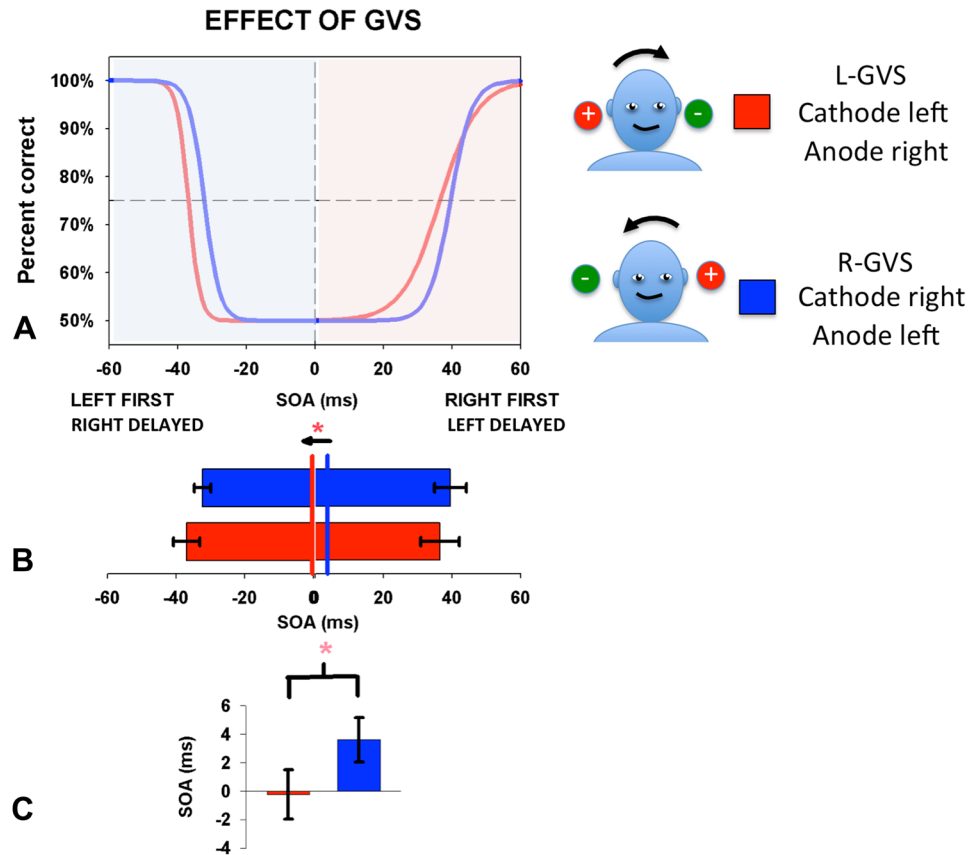 EFFECT OF GVS
A
Percent correct
100%
90%
80%
70%
60%
50%
-60 -40 -20 0 20 40 60
LEFT FIRST SOA (ms) RIGHT FIRST
RIGHT DELAYED * LEFT DELAYED
+ -
L-GVS
Cathode left
Anode right
- +
R-GVS
Cathode right
Anode left
B
-60 -40 -20 0 0 20 40 60
SOA (ms)
*
C
SOA (ms)
6
4
2
0
-2
-4